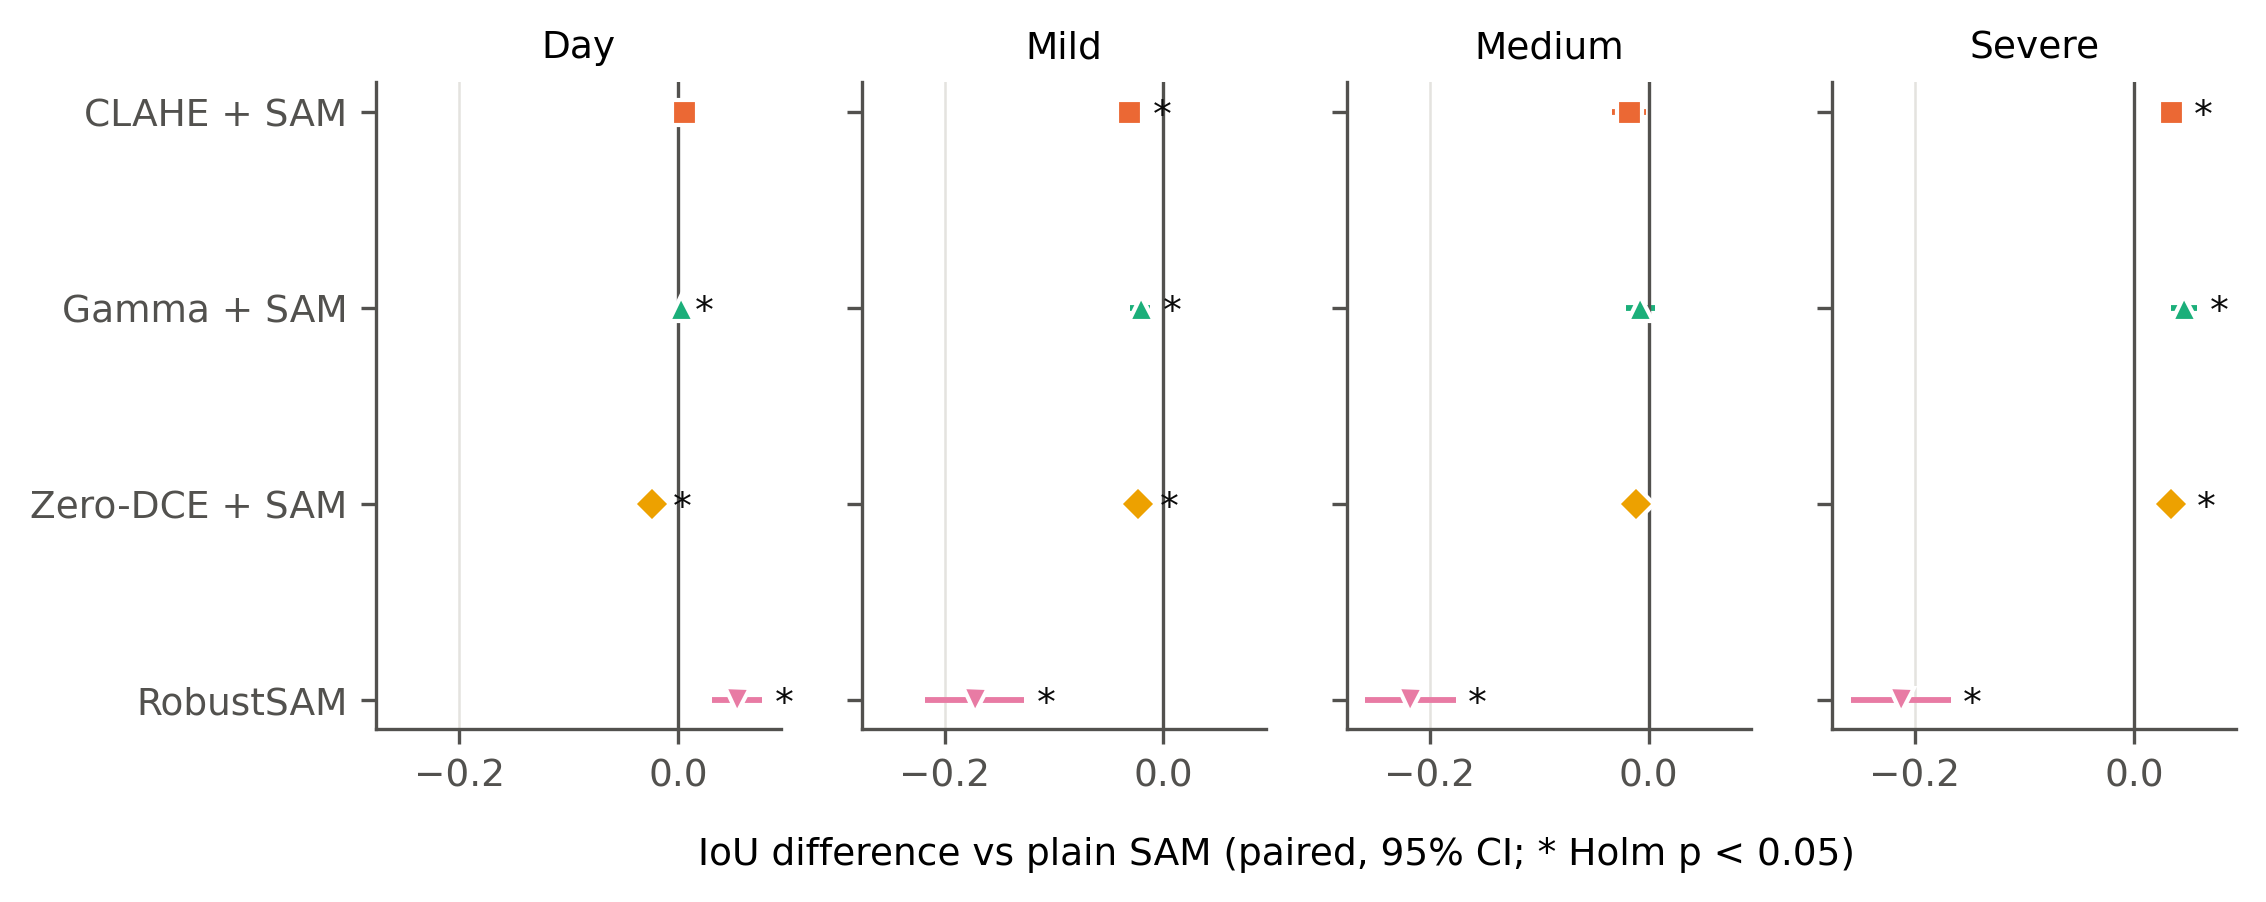 Day Mild Medium Severe
CLAHE + SAM * *
Gamma + SAM * * *
Zero-DCE + SAM * * *
RobustSAM * * * *
−0.2 0.0 −0.2 0.0 −0.2 0.0 −0.2 0.0
IoU difference vs plain SAM (paired, 95% CI; * Holm p < 0.05)